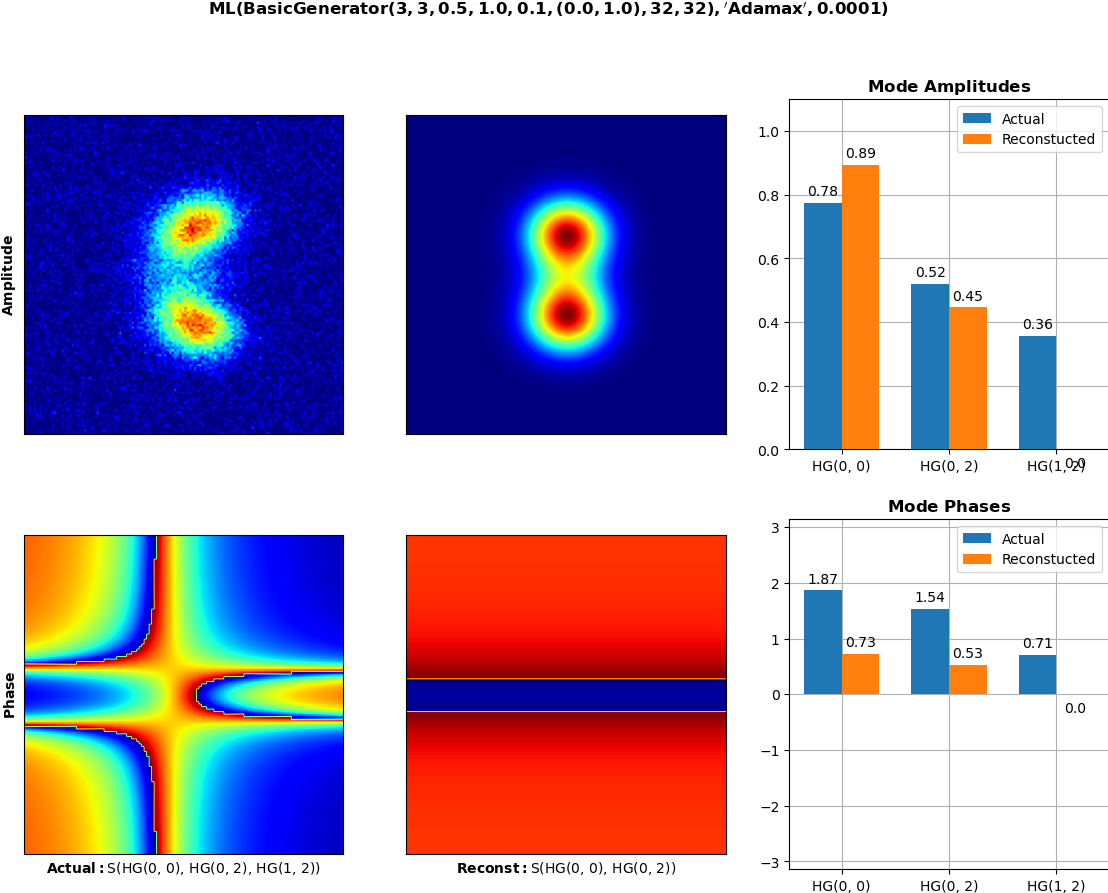 ML(BasicGenerator(3, 3, 0.5, 1.0, 0.1, (0.0, 1.0), 32, 32), ′Adamax′, 0.0001)
Amplitude
Mode Amplitudes
Actual
Reconstucted
1.0
0.8
0.6
0.4
0.2
0.0
0.78
0.89
0.52
0.45
0.36
0.0
HG(0, 0)
HG(0, 2)
HG(1, 2)
Phase
Actual: S(HG(0, 0), HG(0, 2), HG(1, 2))
Reconst: S(HG(0, 0), HG(0, 2))
Mode Phases
Actual
Reconstucted
3
2
1
0
−1
−2
−3
1.87
0.73
1.54
0.53
0.71
0.0
HG(0, 0)
HG(0, 2)
HG(1, 2)